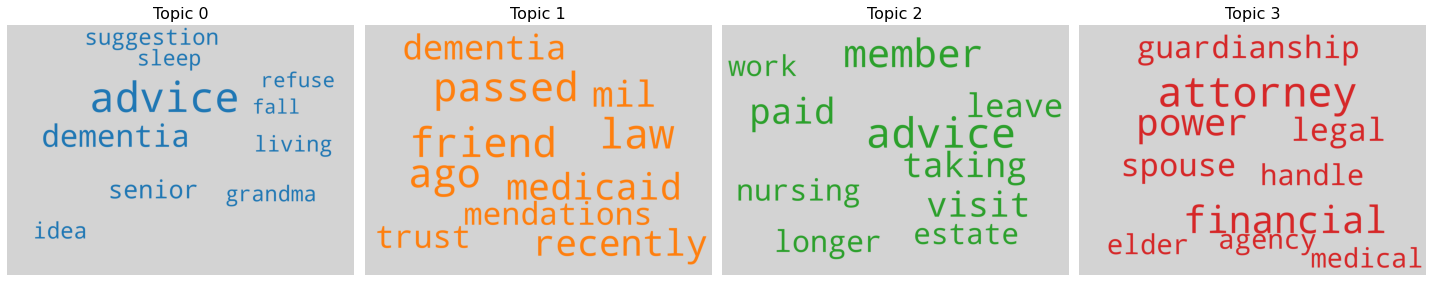 Topic 0
suggestion
sleep
refuse
advice
fall
dementia
living
senior
grandma
idea
Topic 1
dementia
passed
mil
law
friend
ago
medicaid
mendations
trust
recently
Topic 2
member
work
paid
leave
advice
taking
nursing
visit
longer
estate
Topic 3
guardianship
attorney
power
legal
spouse
handle
financial
elder
agency
medical